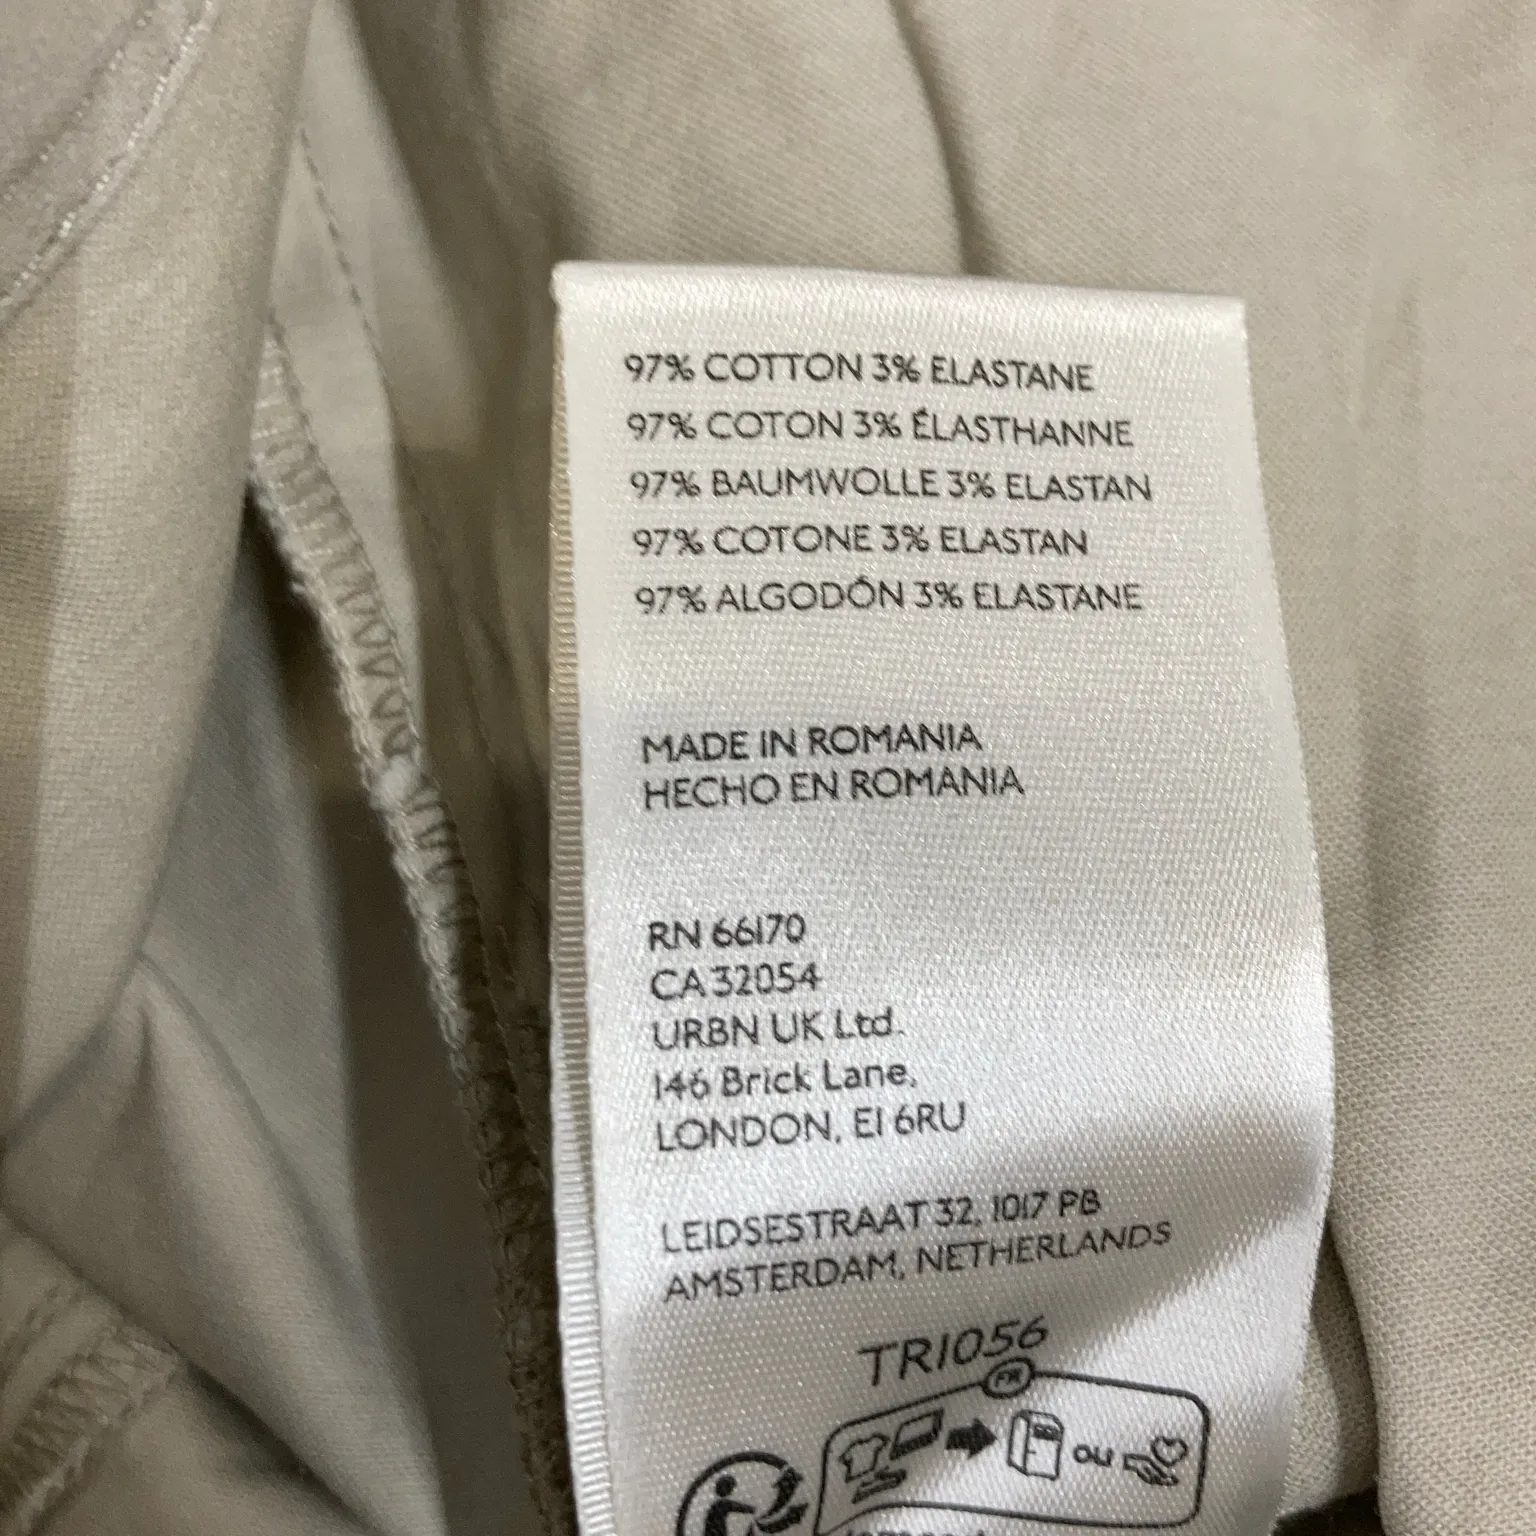 97% COTTON 3% ELASTANE
97% COTON 3% ÉLASTHANNE
97% BAUMWOLLE 3% ELASTAN
97% COTONE 3% ELASTAN
97% ALGODÓN 3% ELASTANE
MADE IN ROMANIA
HECHO EN ROMANIA
RN 66170
CA 32054
URBN UK Ltd.
146 Brick Lane,
LONDON, E1 6RU
LEIDSESTRAAT 32, 1017 PB
AMSTERDAM, NETHERLANDS
TR1056
FR
OU